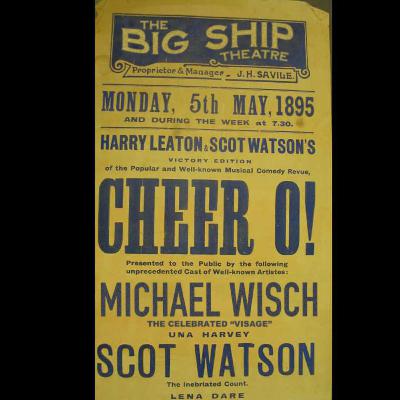 THE
BIG SHIP
THEATRE
Proprietor & Manager - J.H. SAVILE.
MONDAY, 5th MAY, 1895
AND DURING THE WEEK at 7.30.
HARRY LEATON & SCOT WATSON'S
VICTORY EDITION
of the Popular and Well-known Musical Comedy Revue,
CHEER O!
Presented to the Public by the following
unprecedented Cast of Well-known Artistes:
MICHAEL WISCH
THE CELEBRATED "VISAGE"
UNA HARVEY
SCOT WATSON
The Inebriated Count.
LENA DARE